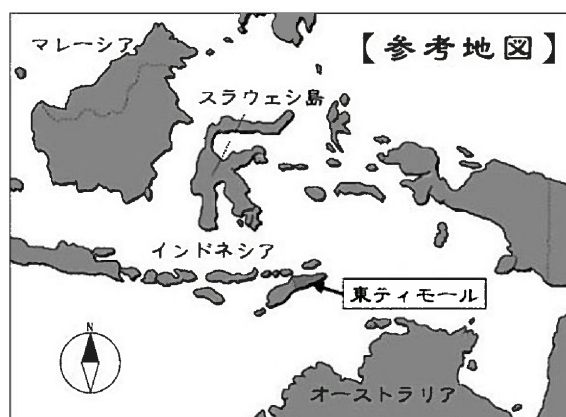 【参考地図】
マレーシア
スラウェシ島
インドネシア
東ティモール
N
オーストラリア